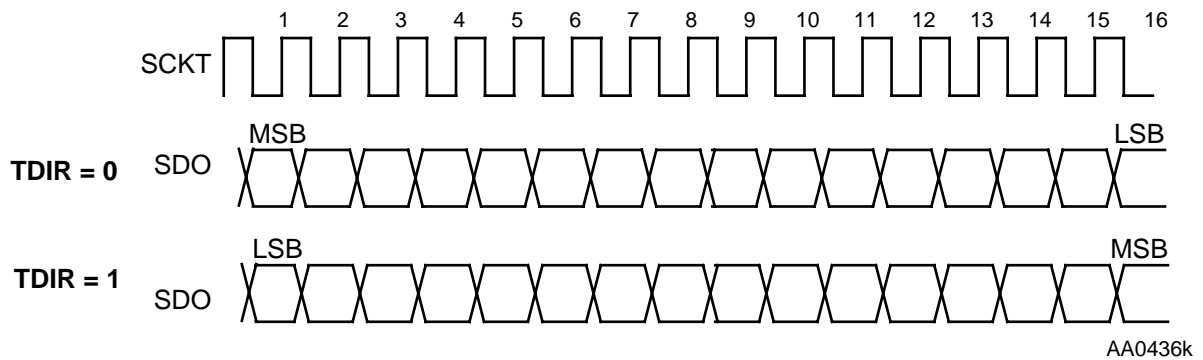 1 2 3 4 5 6 7 8 9 10 11 12 13 14 15 16
SCKT
MSB LSB
TDIR = 0 SDO
LSB MSB
TDIR = 1 SDO
AA0436k